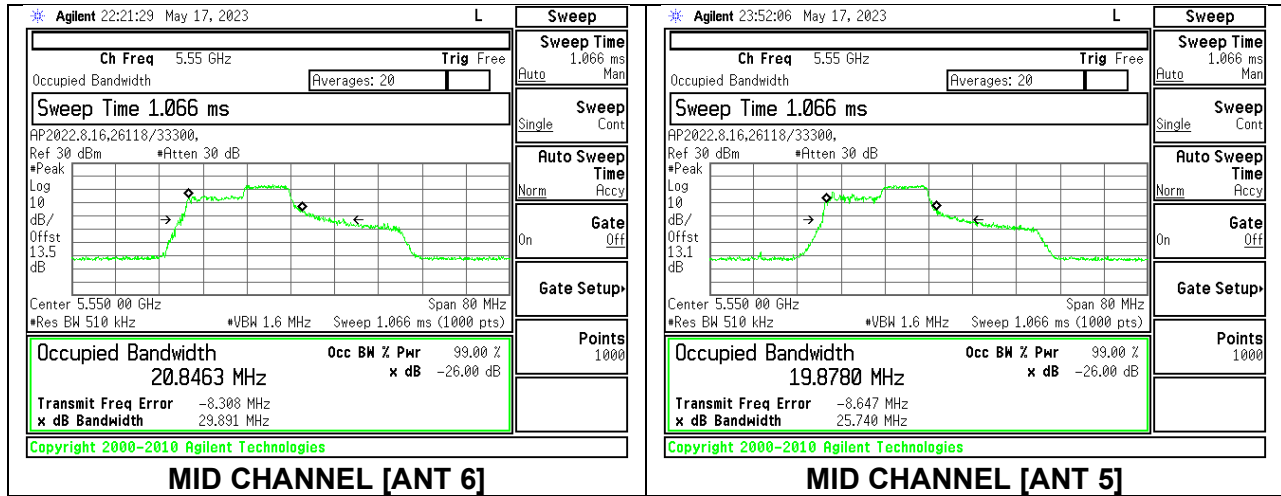 Agilent 22:21:29 May 17, 2023 L Sweep
Ch Freq 5.55 GHz Trig Free
Occupied Bandwidth Averages: 20
Sweep Time 1.066 ms
AP2022.8.16,26118/33300,
Ref 30 dBm #Atten 30 dB
#Peak
Log
10
dB/
Offst
13.5
dB
Center 5.550 00 GHz Span 80 MHz
#Res BW 510 kHz #VBW 1.6 MHz Sweep 1.066 ms (1000 pts)
Occupied Bandwidth Occ BW % Pwr 99.00 %
20.8463 MHz x dB -26.00 dB
Transmit Freq Error -8.308 MHz
x dB Bandwidth 29.891 MHz
Copyright 2000-2010 Agilent Technologies
Sweep Time
1.066 ms
Auto Man
Sweep
Single Cont
Auto Sweep
Time
Norm Accy
Gate
On Off
Gate Setup
Points
1000
MID CHANNEL [ANT 6]
Agilent 23:52:06 May 17, 2023 L Sweep
Ch Freq 5.55 GHz Trig Free
Occupied Bandwidth Averages: 20
Sweep Time 1.066 ms
AP2022.8.16,26118/33300,
Ref 30 dBm #Atten 30 dB
#Peak
Log
10
dB/
Offst
13.1
dB
Center 5.550 00 GHz Span 80 MHz
#Res BW 510 kHz #VBW 1.6 MHz Sweep 1.066 ms (1000 pts)
Occupied Bandwidth Occ BW % Pwr 99.00 %
19.8780 MHz x dB -26.00 dB
Transmit Freq Error -8.647 MHz
x dB Bandwidth 25.740 MHz
Copyright 2000-2010 Agilent Technologies
Sweep Time
1.066 ms
Auto Man
Sweep
Single Cont
Auto Sweep
Time
Norm Accy
Gate
On Off
Gate Setup
Points
1000
MID CHANNEL [ANT 5]